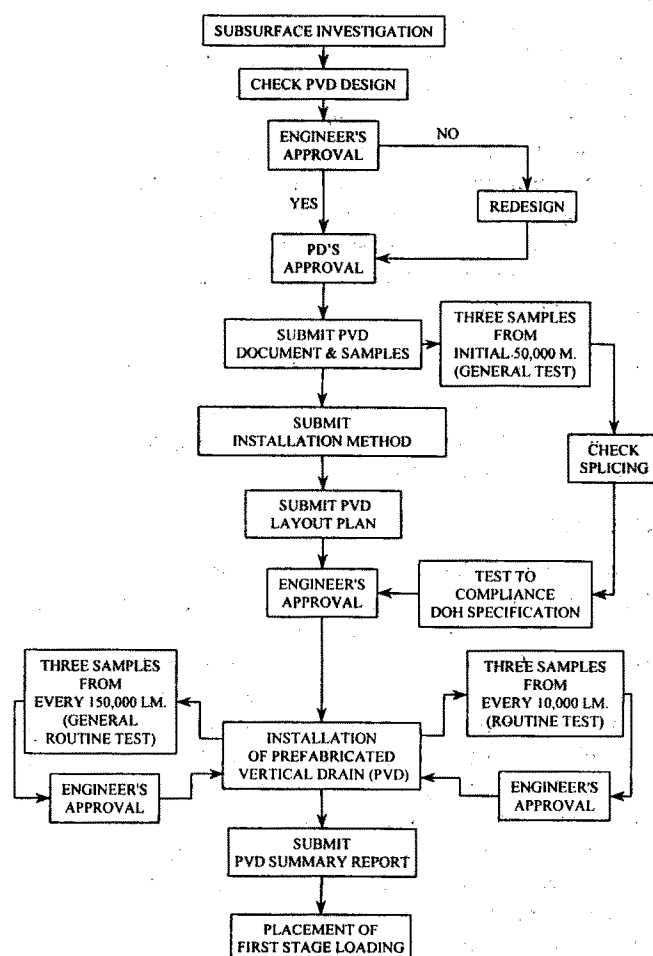 SUBSURFACE INVESTIGATION
CHECK PVD DESIGN
ENGINEER'S
APPROVAL
NO
YES
REDESIGN
PD'S
APPROVAL
SUBMIT PVD
DOCUMENT & SAMPLES
THREE SAMPLES
FROM
INITIAL 50,000 M.
(GENERAL TEST)
SUBMIT
INSTALLATION METHOD
CHECK
SPLICING
SUBMIT PVD
LAYOUT PLAN
ENGINEER'S
APPROVAL
TEST TO
COMPLIANCE
DOH SPECIFICATION
THREE SAMPLES
FROM
EVERY 150,000 LM.
(GENERAL
ROUTINE TEST)
THREE SAMPLES
FROM
EVERY 10,000 LM.
(ROUTINE TEST)
INSTALLATION
OF PREFABRICATED
VERTICAL DRAIN (PVD)
ENGINEER'S
APPROVAL
ENGINEER'S
APPROVAL
SUBMIT
PVD SUMMARY REPORT
PLACEMENT OF
FIRST STAGE LOADING